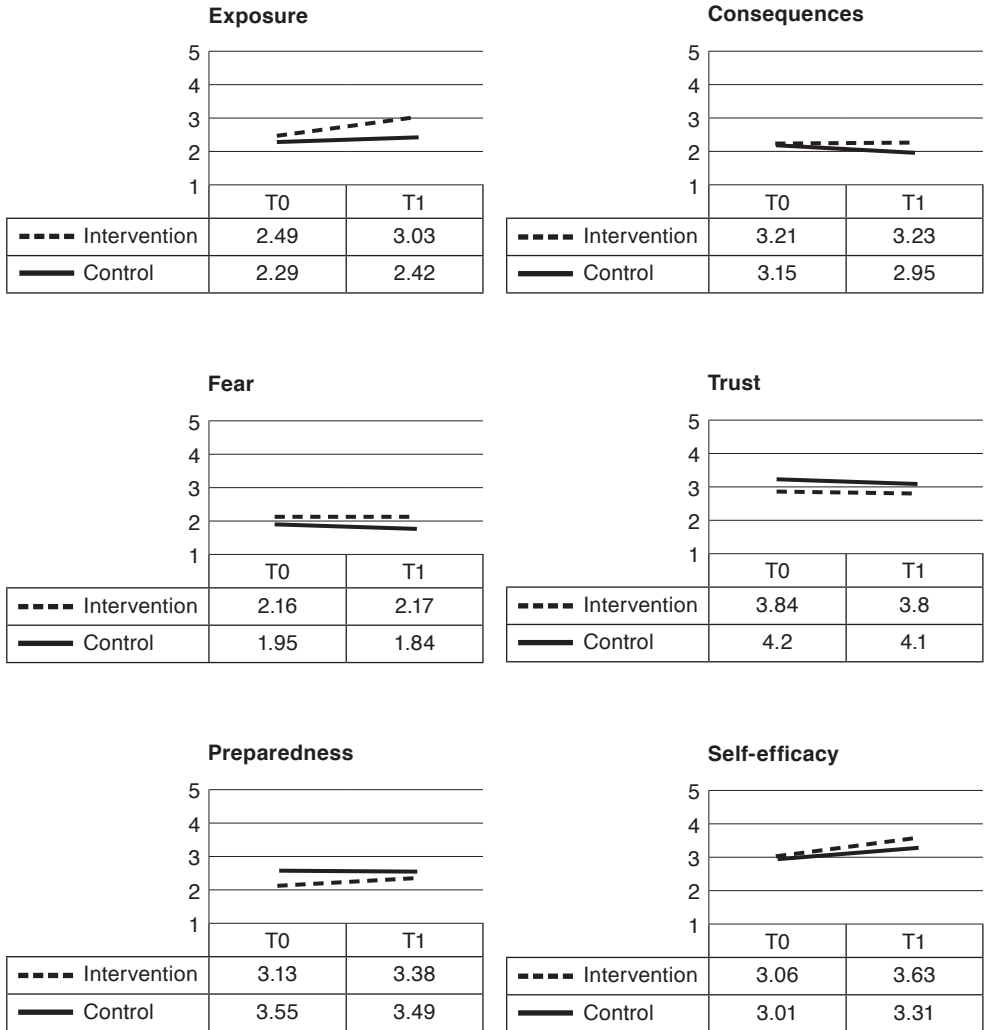 Exposure
5
4
3
2
1
T0 T1
Intervention 2.49 3.03
Control 2.29 2.42
Consequences
5
4
3
2
1
T0 T1
Intervention 3.21 3.23
Control 3.15 2.95
Fear
5
4
3
2
1
T0 T1
Intervention 2.16 2.17
Control 1.95 1.84
Trust
5
4
3
2
1
T0 T1
Intervention 3.84 3.8
Control 4.2 4.1
Preparedness
5
4
3
2
1
T0 T1
Intervention 3.13 3.38
Control 3.55 3.49
Self-efficacy
5
4
3
2
1
T0 T1
Intervention 3.06 3.63
Control 3.01 3.31